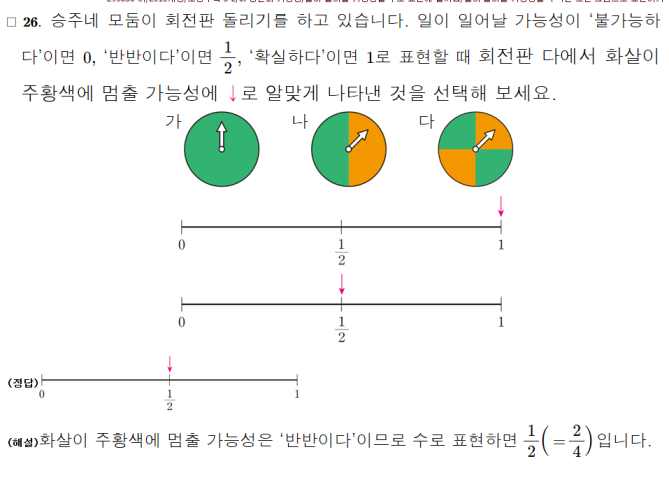 □ 26. 승주네 모둠이 회전판 돌리기를 하고 있습니다. 일이 일어날 가능성이 ‘불가능하
다’이면 0, ‘반반이다’이면 1/2, ‘확실하다’이면 1로 표현할 때 회전판 다에서 화살이
주황색에 멈출 가능성에 ↓로 알맞게 나타낸 것을 선택해 보세요.
가 나 다
0 1/2 1
0 1/2 1
(정답)
0 1/2 1
(해설)화살이 주황색에 멈출 가능성은 ‘반반이다’이므로 수로 표현하면 1/2(=2/4)입니다.